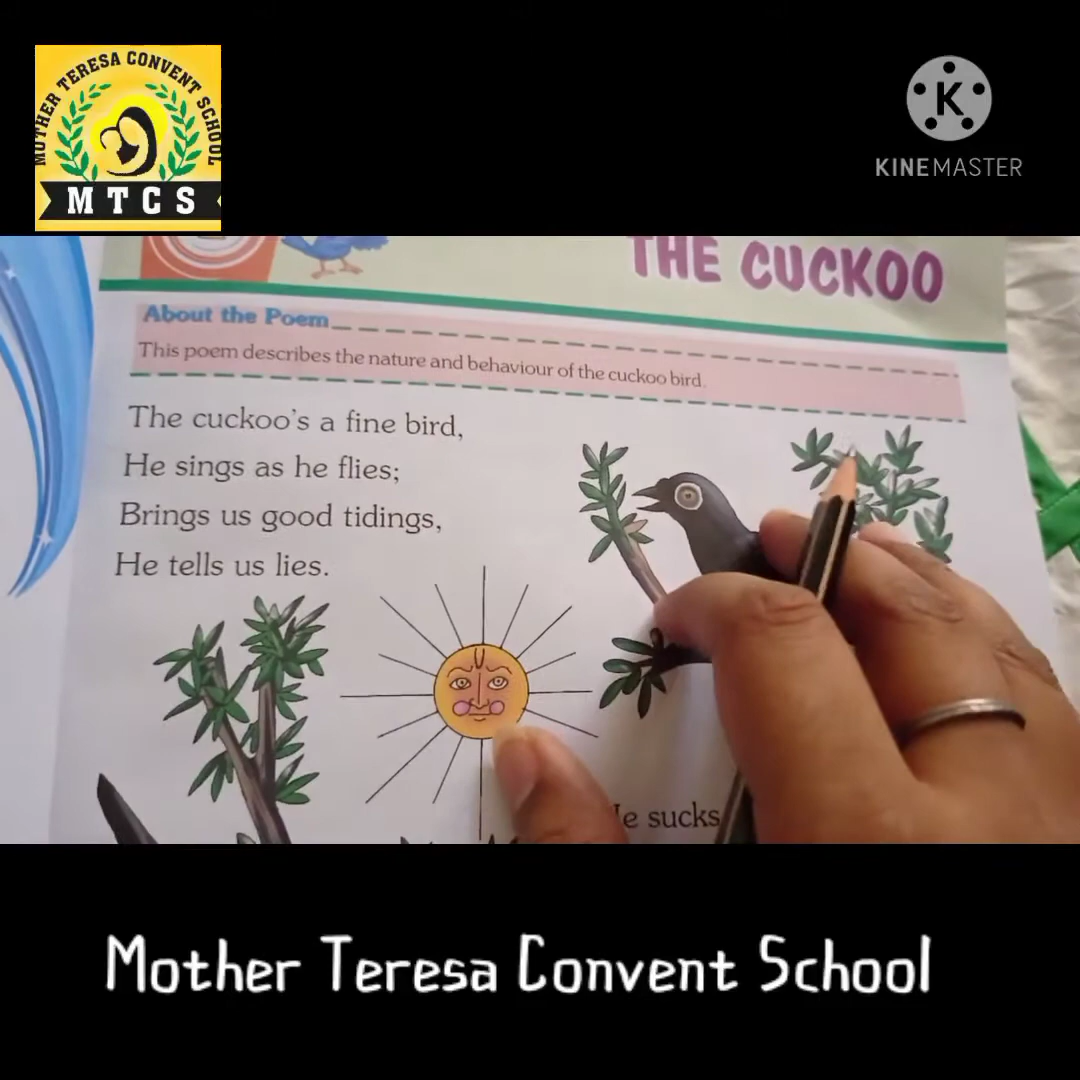 MOTHER TERESA CONVENT SCHOOL
MTCS
K
KINEMASTER
THE CUCKOO
About the Poem
This poem describes the nature and behaviour of the cuckoo bird.
The cuckoo's a fine bird,
He sings as he flies;
Brings us good tidings,
He tells us lies.
sucks
Mother Teresa Convent School